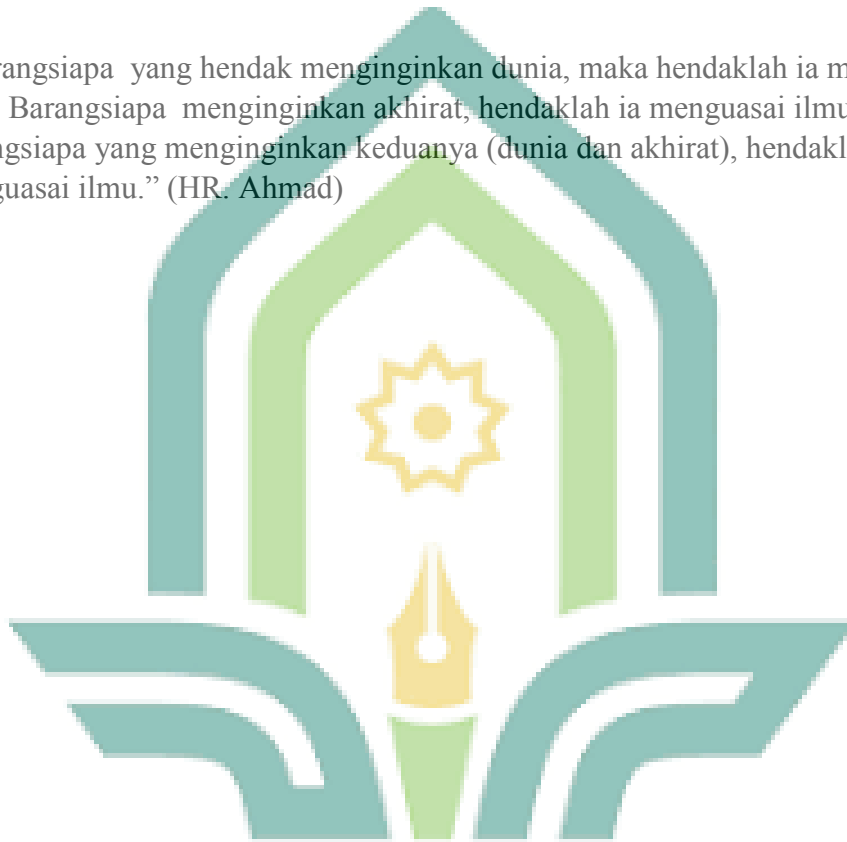 rangsiapa yang hendak menginginkan dunia, maka hendaklah ia m
Barangsiapa menginginkan akhirat, hendaklah ia menguasai ilmu
ngsiapa yang menginginkan keduanya (dunia dan akhirat), hendakl
guasai ilmu.” (HR. Ahmad)